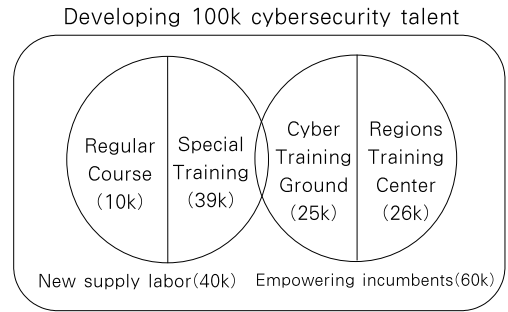 Developing 100k cybersecurity talent
Regular
Course
(10k)
Special
Training
(39k)
Cyber
Training
Ground
(25k)
Regions
Training
Center
(26k)
New supply labor(40k)
Empowering incumbents(60k)